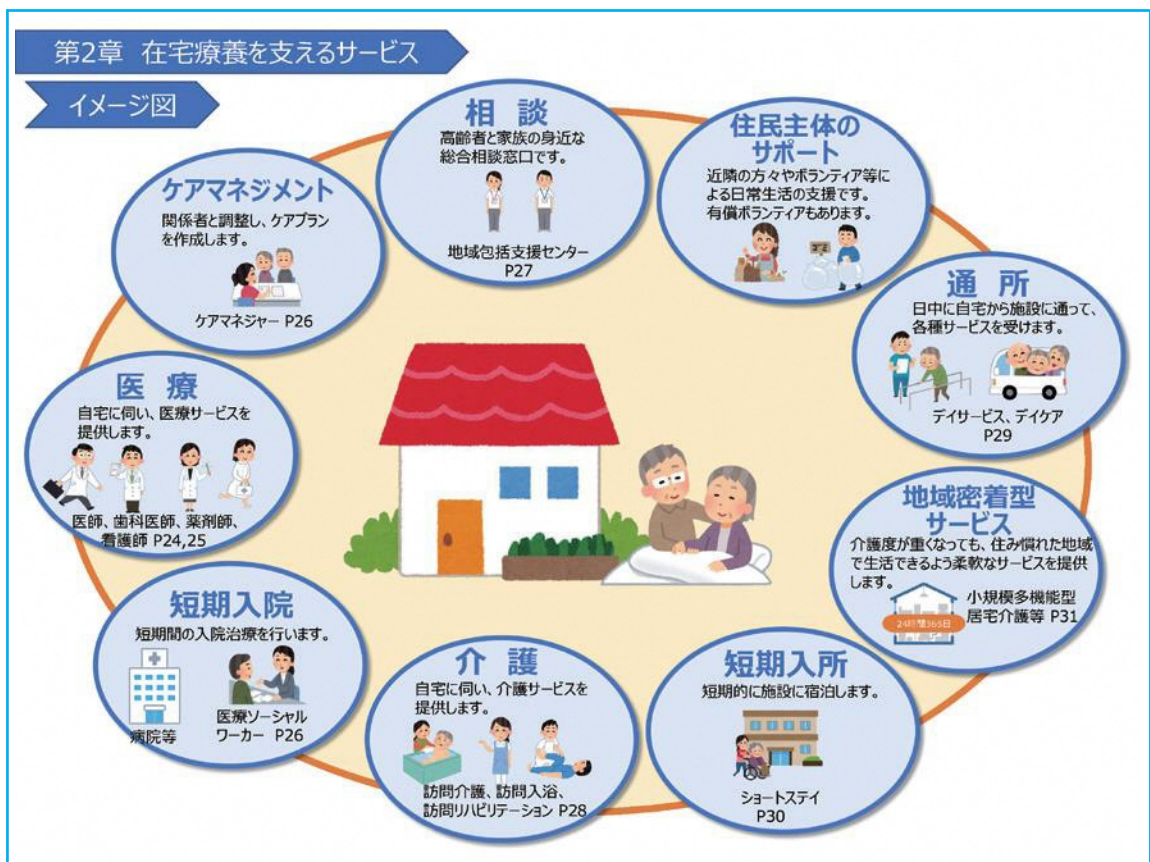 第2章 在宅療養を支えるサービス
イメージ図
相 談
高齢者と家族の身近な
総合相談窓口です。
地域包括支援センター
P27
住民主体の
サポート
近隣の方々やボランティア等に
よる日常生活の支援です。
有償ボランティアもあります。
通 所
日中に自宅から施設に通って、
各種サービスを受けます。
デイサービス、デイケア
P29
地域密着型
サービス
介護度が重くなっても、住み慣れた地域
で生活できるよう柔軟なサービスを提供
します。
24時間365日
小規模多機能型
居宅介護等 P31
短期入所
短期的に施設に宿泊します。
ショートステイ
P30
介 護
自宅に伺い、介護サービスを
提供します。
訪問介護、訪問入浴、
訪問リハビリテーション P28
短期入院
短期間の入院治療を行います。
病院等
医療ソーシャル
ワーカー P26
医 療
自宅に伺い、医療サービスを
提供します。
医師、歯科医師、薬剤師、
看護師 P24,25
ケアマネジメント
関係者と調整し、ケアプラン
を作成します。
ケアマネジャー P26